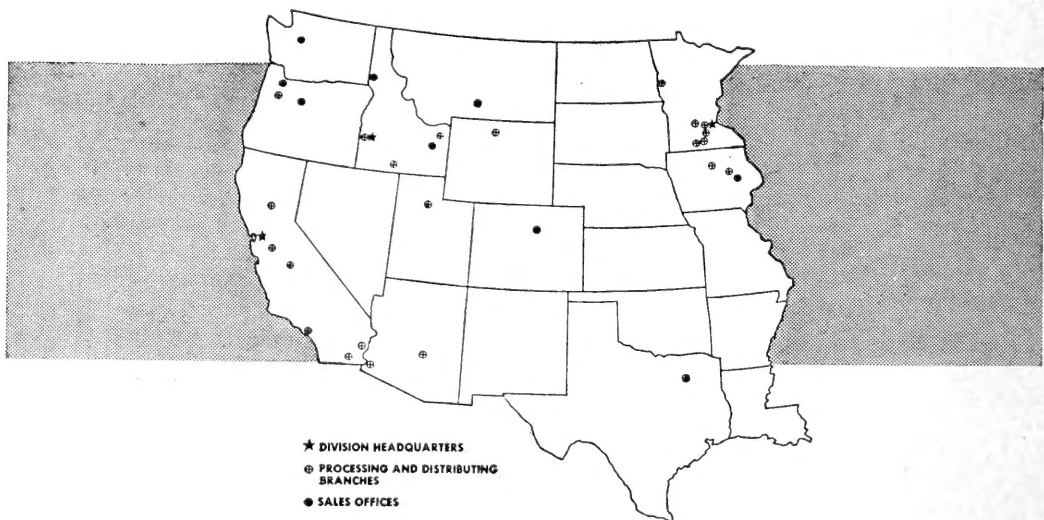 ★ DIVISION HEADQUARTERS
⊕ PROCESSING AND DISTRIBUTING
BRANCHES
● SALES OFFICES